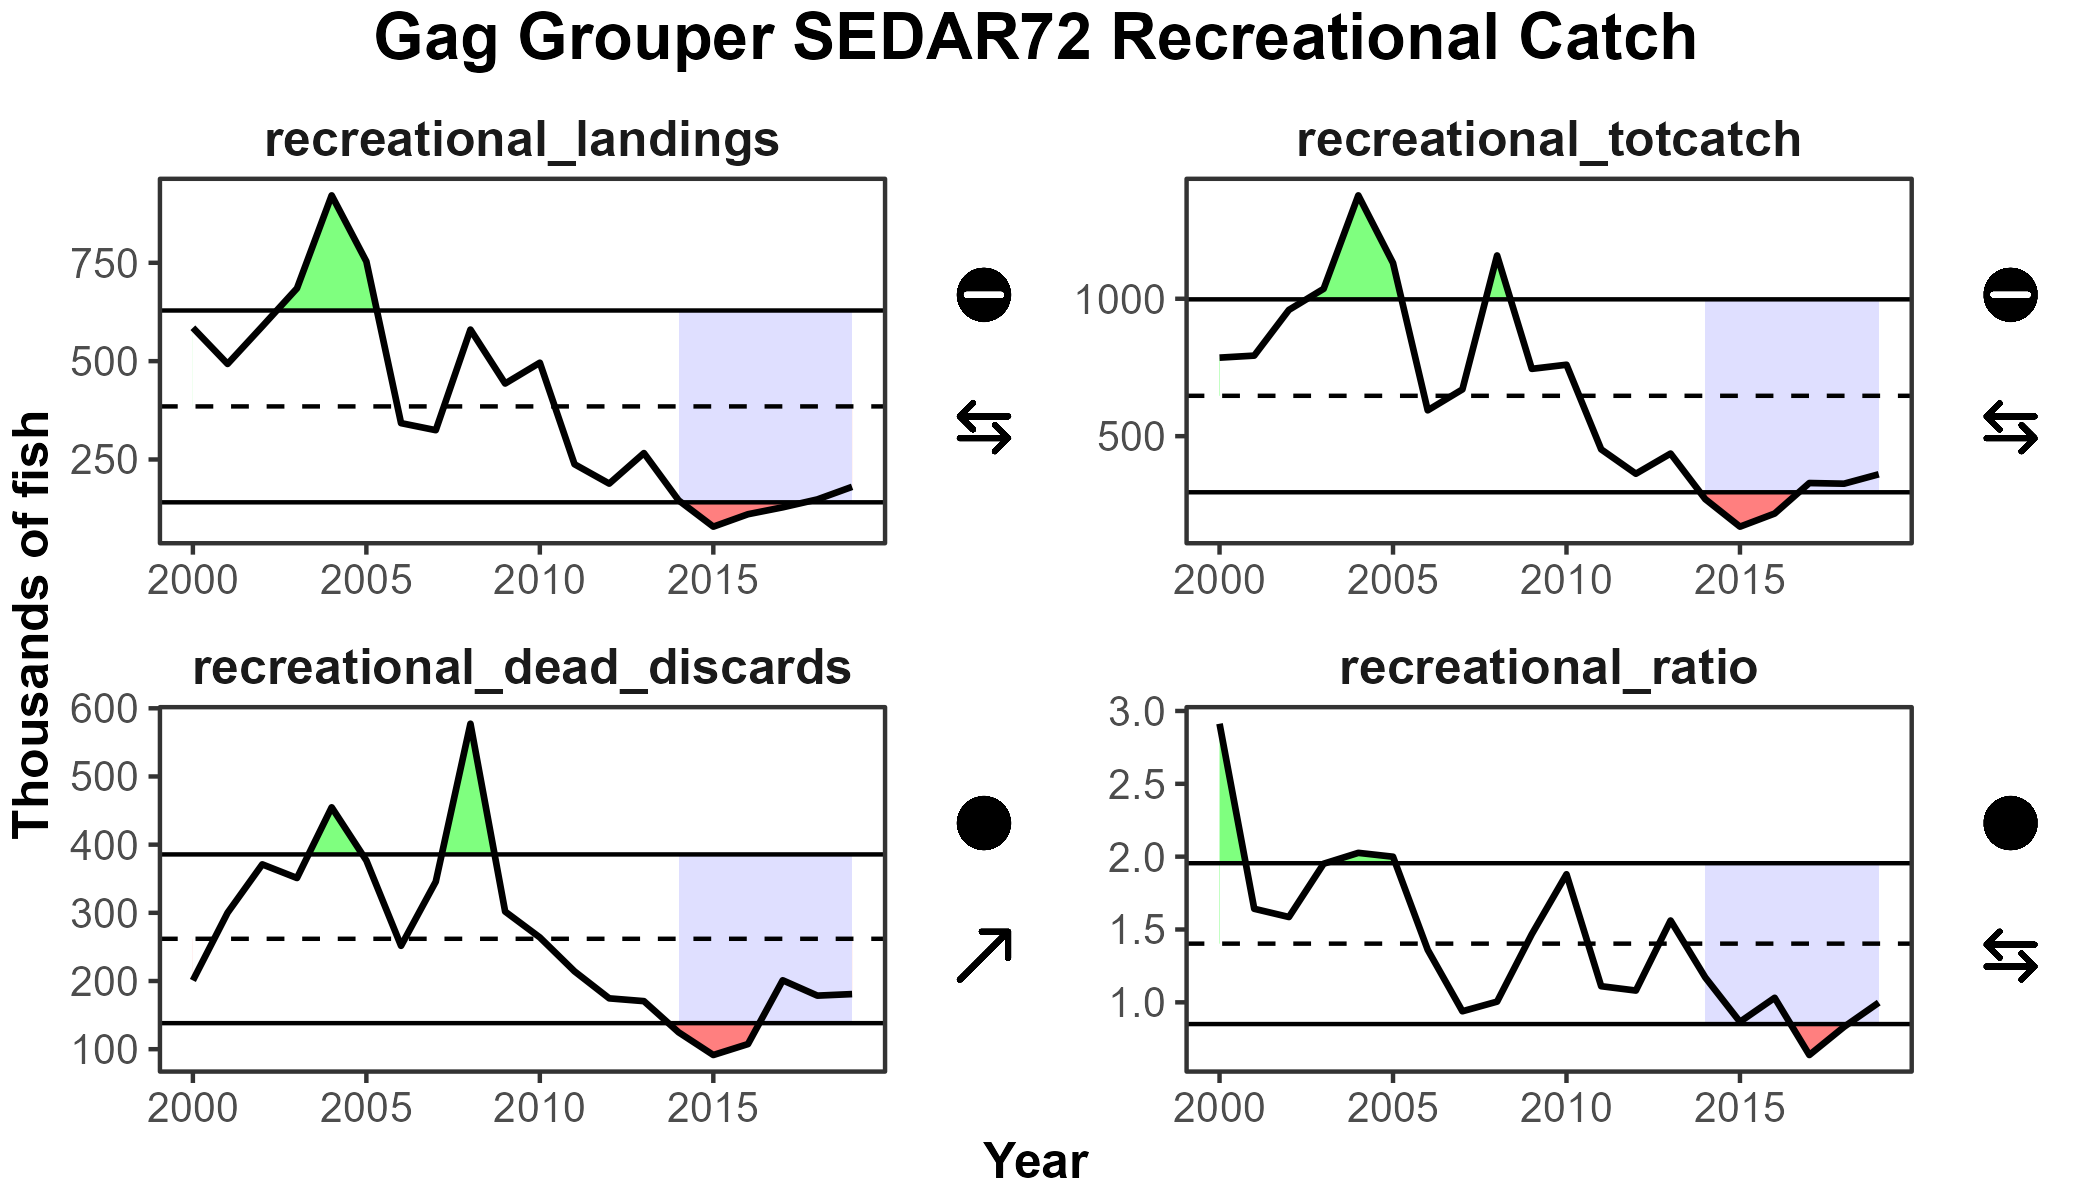 Gag Grouper SEDAR72 Recreational Catch
recreational_landings
750
500
250
2000 2005 2010 2015
recreational_totcatch
1000
500
2000 2005 2010 2015
Thousands of fish
recreational_dead_discards
600
500
400
300
200
100
2000 2005 2010 2015
recreational_ratio
3.0
2.5
2.0
1.5
1.0
2000 2005 2010 2015
Year